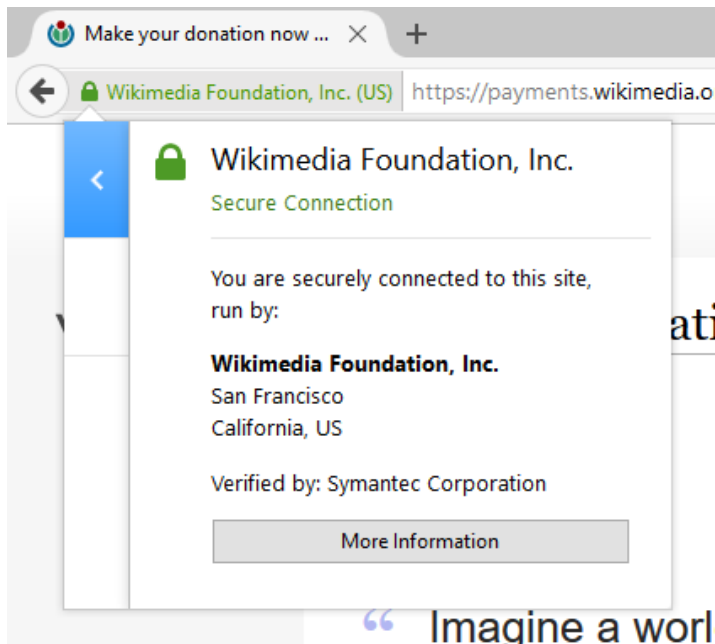 Make your donation now ...
Wikimedia Foundation, Inc. (US) https://payments.wikimedia.o
Wikimedia Foundation, Inc.
Secure Connection
You are securely connected to this site,
run by:
Wikimedia Foundation, Inc.
San Francisco
California, US
Verified by: Symantec Corporation
More Information
ati
“ Imagine a worl